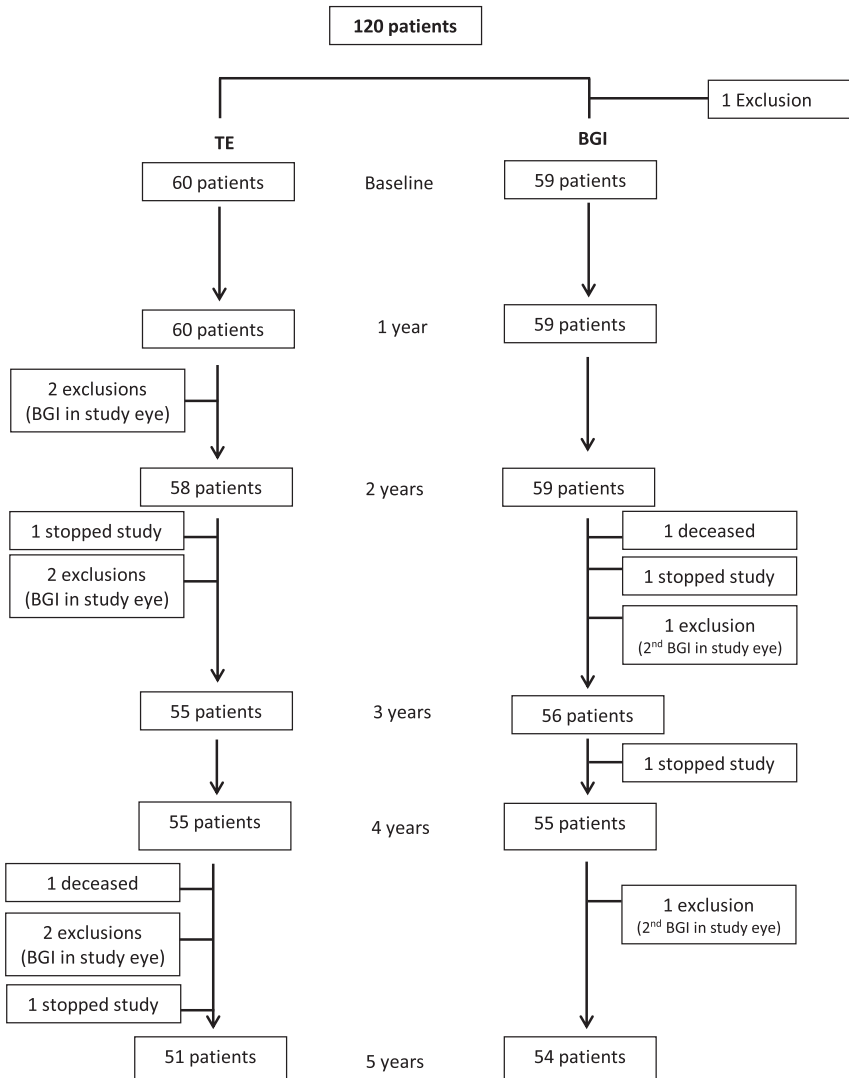 120 patients
1 Exclusion
TE
BGI
60 patients
Baseline
59 patients
60 patients
1 year
59 patients
2 exclusions
(BGI in study eye)
58 patients
2 years
59 patients
1 stopped study
1 deceased
2 exclusions
(BGI in study eye)
1 stopped study
1 exclusion
(2nd BGI in study eye)
55 patients
3 years
56 patients
1 stopped study
55 patients
4 years
55 patients
1 deceased
1 exclusion
(2nd BGI in study eye)
2 exclusions
(BGI in study eye)
1 stopped study
51 patients
5 years
54 patients